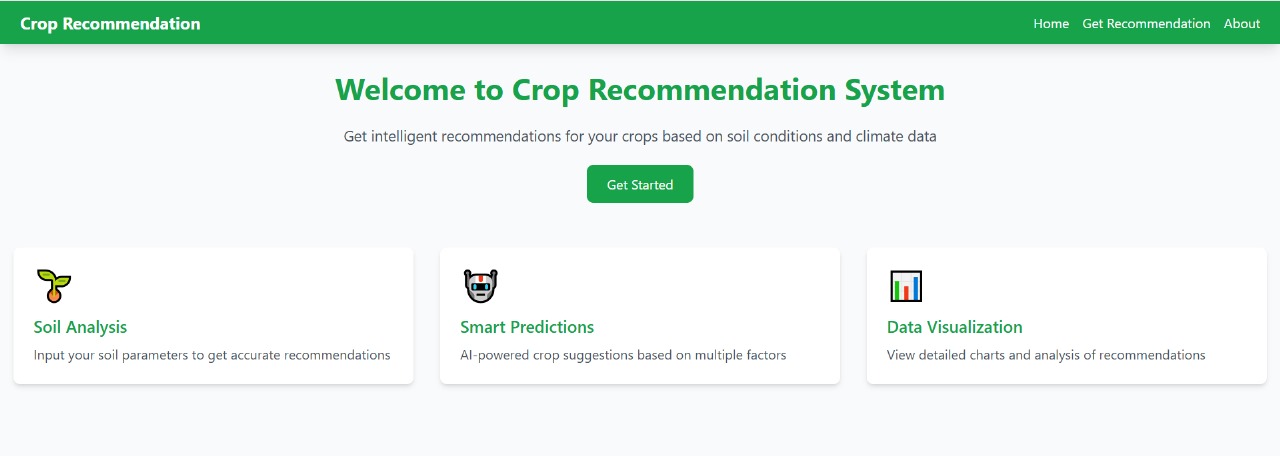 Crop Recommendation
Home Get Recommendation About
Welcome to Crop Recommendation System
Get intelligent recommendations for your crops based on soil conditions and climate data
Get Started
Soil Analysis
Input your soil parameters to get accurate recommendations
Smart Predictions
AI-powered crop suggestions based on multiple factors
Data Visualization
View detailed charts and analysis of recommendations